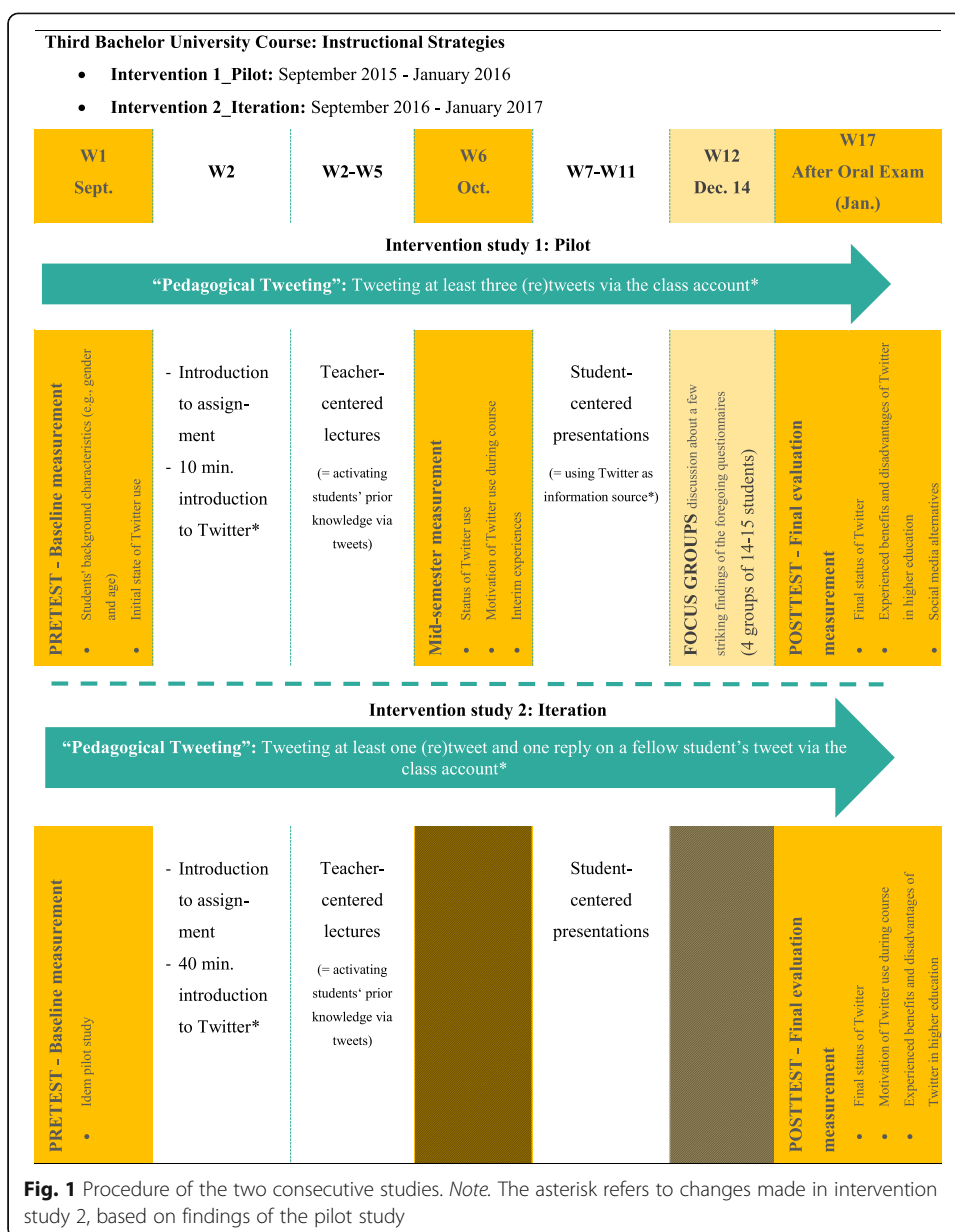 Third Bachelor University Course: Instructional Strategies
• Intervention 1_Pilot: September 2015 - January 2016
• Intervention 2_Iteration: September 2016 - January 2017
W1
Sept.
W2
W2-W5
W6
Oct.
W7-W11
W12
Dec. 14
W17
After Oral Exam
(Jan.)
Intervention study 1: Pilot
“Pedagogical Tweeting”: Tweeting at least three (re)tweets via the class account*
PRETEST - Baseline measurement
• Students' background characteristics (e.g., gender
and age)
• Initial state of Twitter use
- Introduction
to assign-
ment
- 10 min.
introduction
to Twitter*
Teacher-
centered
lectures
(= activating
students' prior
knowledge via
tweets)
Mid-semester measurement
• Status of Twitter use
• Motivation of Twitter use during course
• Interim experiences
Student-
centered
presentations
(= using Twitter as
information source*)
FOCUS GROUPS discussion about a few
striking findings of the foregoing questionnaires
(4 groups of 14-15 students)
POSTTEST - Final evaluation
measurement
• Final status of Twitter
• Experienced benefits and disadvantages of Twitter
in higher education
• Social media alternatives
Intervention study 2: Iteration
“Pedagogical Tweeting”: Tweeting at least one (re)tweet and one reply on a fellow student's tweet via the
class account*
PRETEST - Baseline measurement
• Idem pilot study
- Introduction
to assign-
ment
- 40 min.
introduction
to Twitter*
Teacher-
centered
lectures
(= activating
students‘ prior
knowledge via
tweets)
Student-
centered
presentations
POSTTEST - Final evaluation
measurement
• Final status of Twitter
• Motivation of Twitter use during course
• Experienced benefits and disadvantages of
Twitter in higher education
Fig. 1 Procedure of the two consecutive studies. Note. The asterisk refers to changes made in intervention
study 2, based on findings of the pilot study